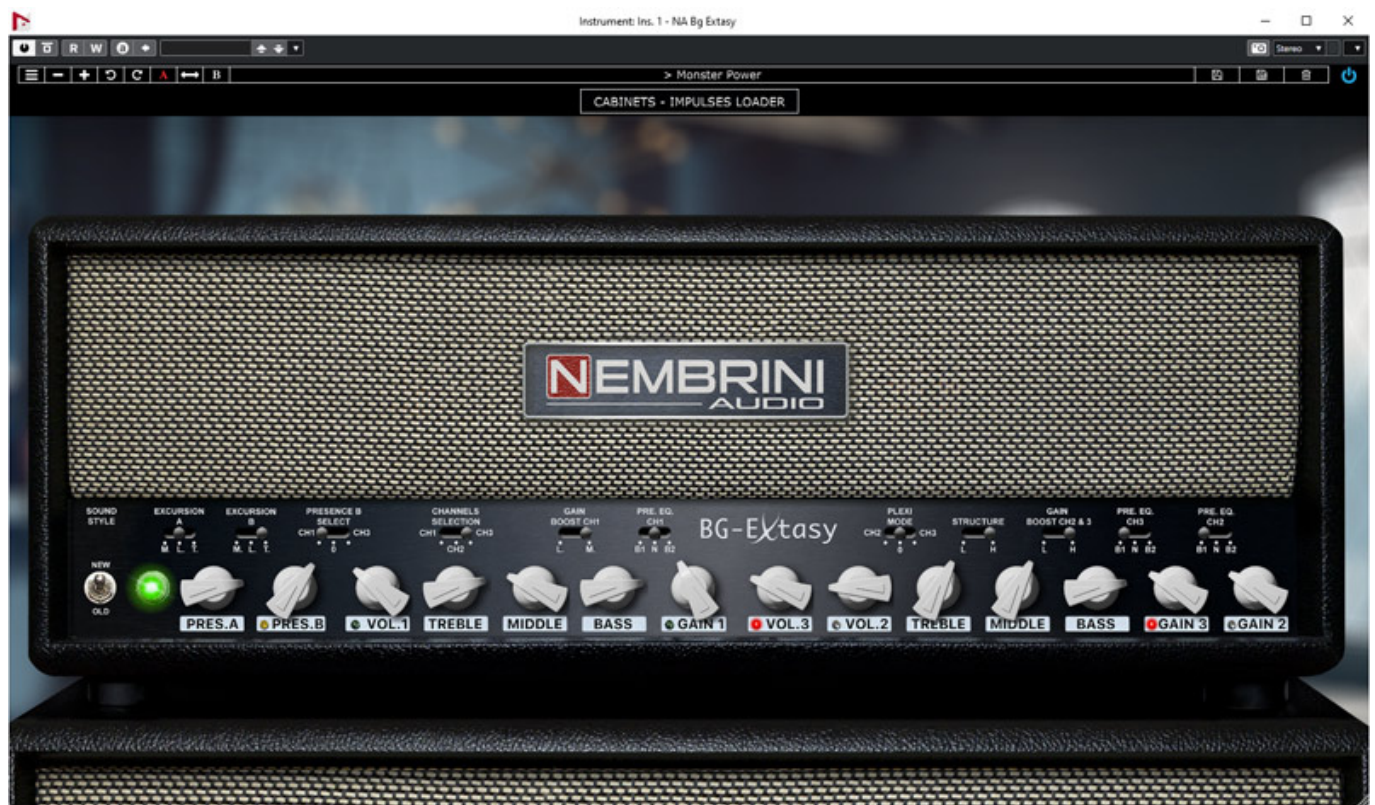 Instrument: Ins. 1 - NA Bg Extasy
R W
Stereo
A B
> Monster Power
CABINETS - IMPULSES LOADER
NEMBRINI
AUDIO
SOUND STYLE
NEW
OLD
EXCURSION A
M. L. T.
EXCURSION B
M. L. T.
PRESENCE B SELECT
CH1 CH3
0
CHANNELS SELECTION
CH1 CH3
CH2
GAIN BOOST CH1
L. M.
PRE. EQ. CH1
B1 N B2
BG-EXtasy
PLEXI MODE
CH2 CH3
0
STRUCTURE
L H
GAIN BOOST CH2 & 3
L H
PRE. EQ. CH3
B1 N B2
PRE. EQ. CH2
B1 N B2
PRES.A PRES.B VOL.1 TREBLE MIDDLE BASS GAIN 1 VOL.3 VOL.2 TREBLE MIDDLE BASS GAIN 3 GAIN 2